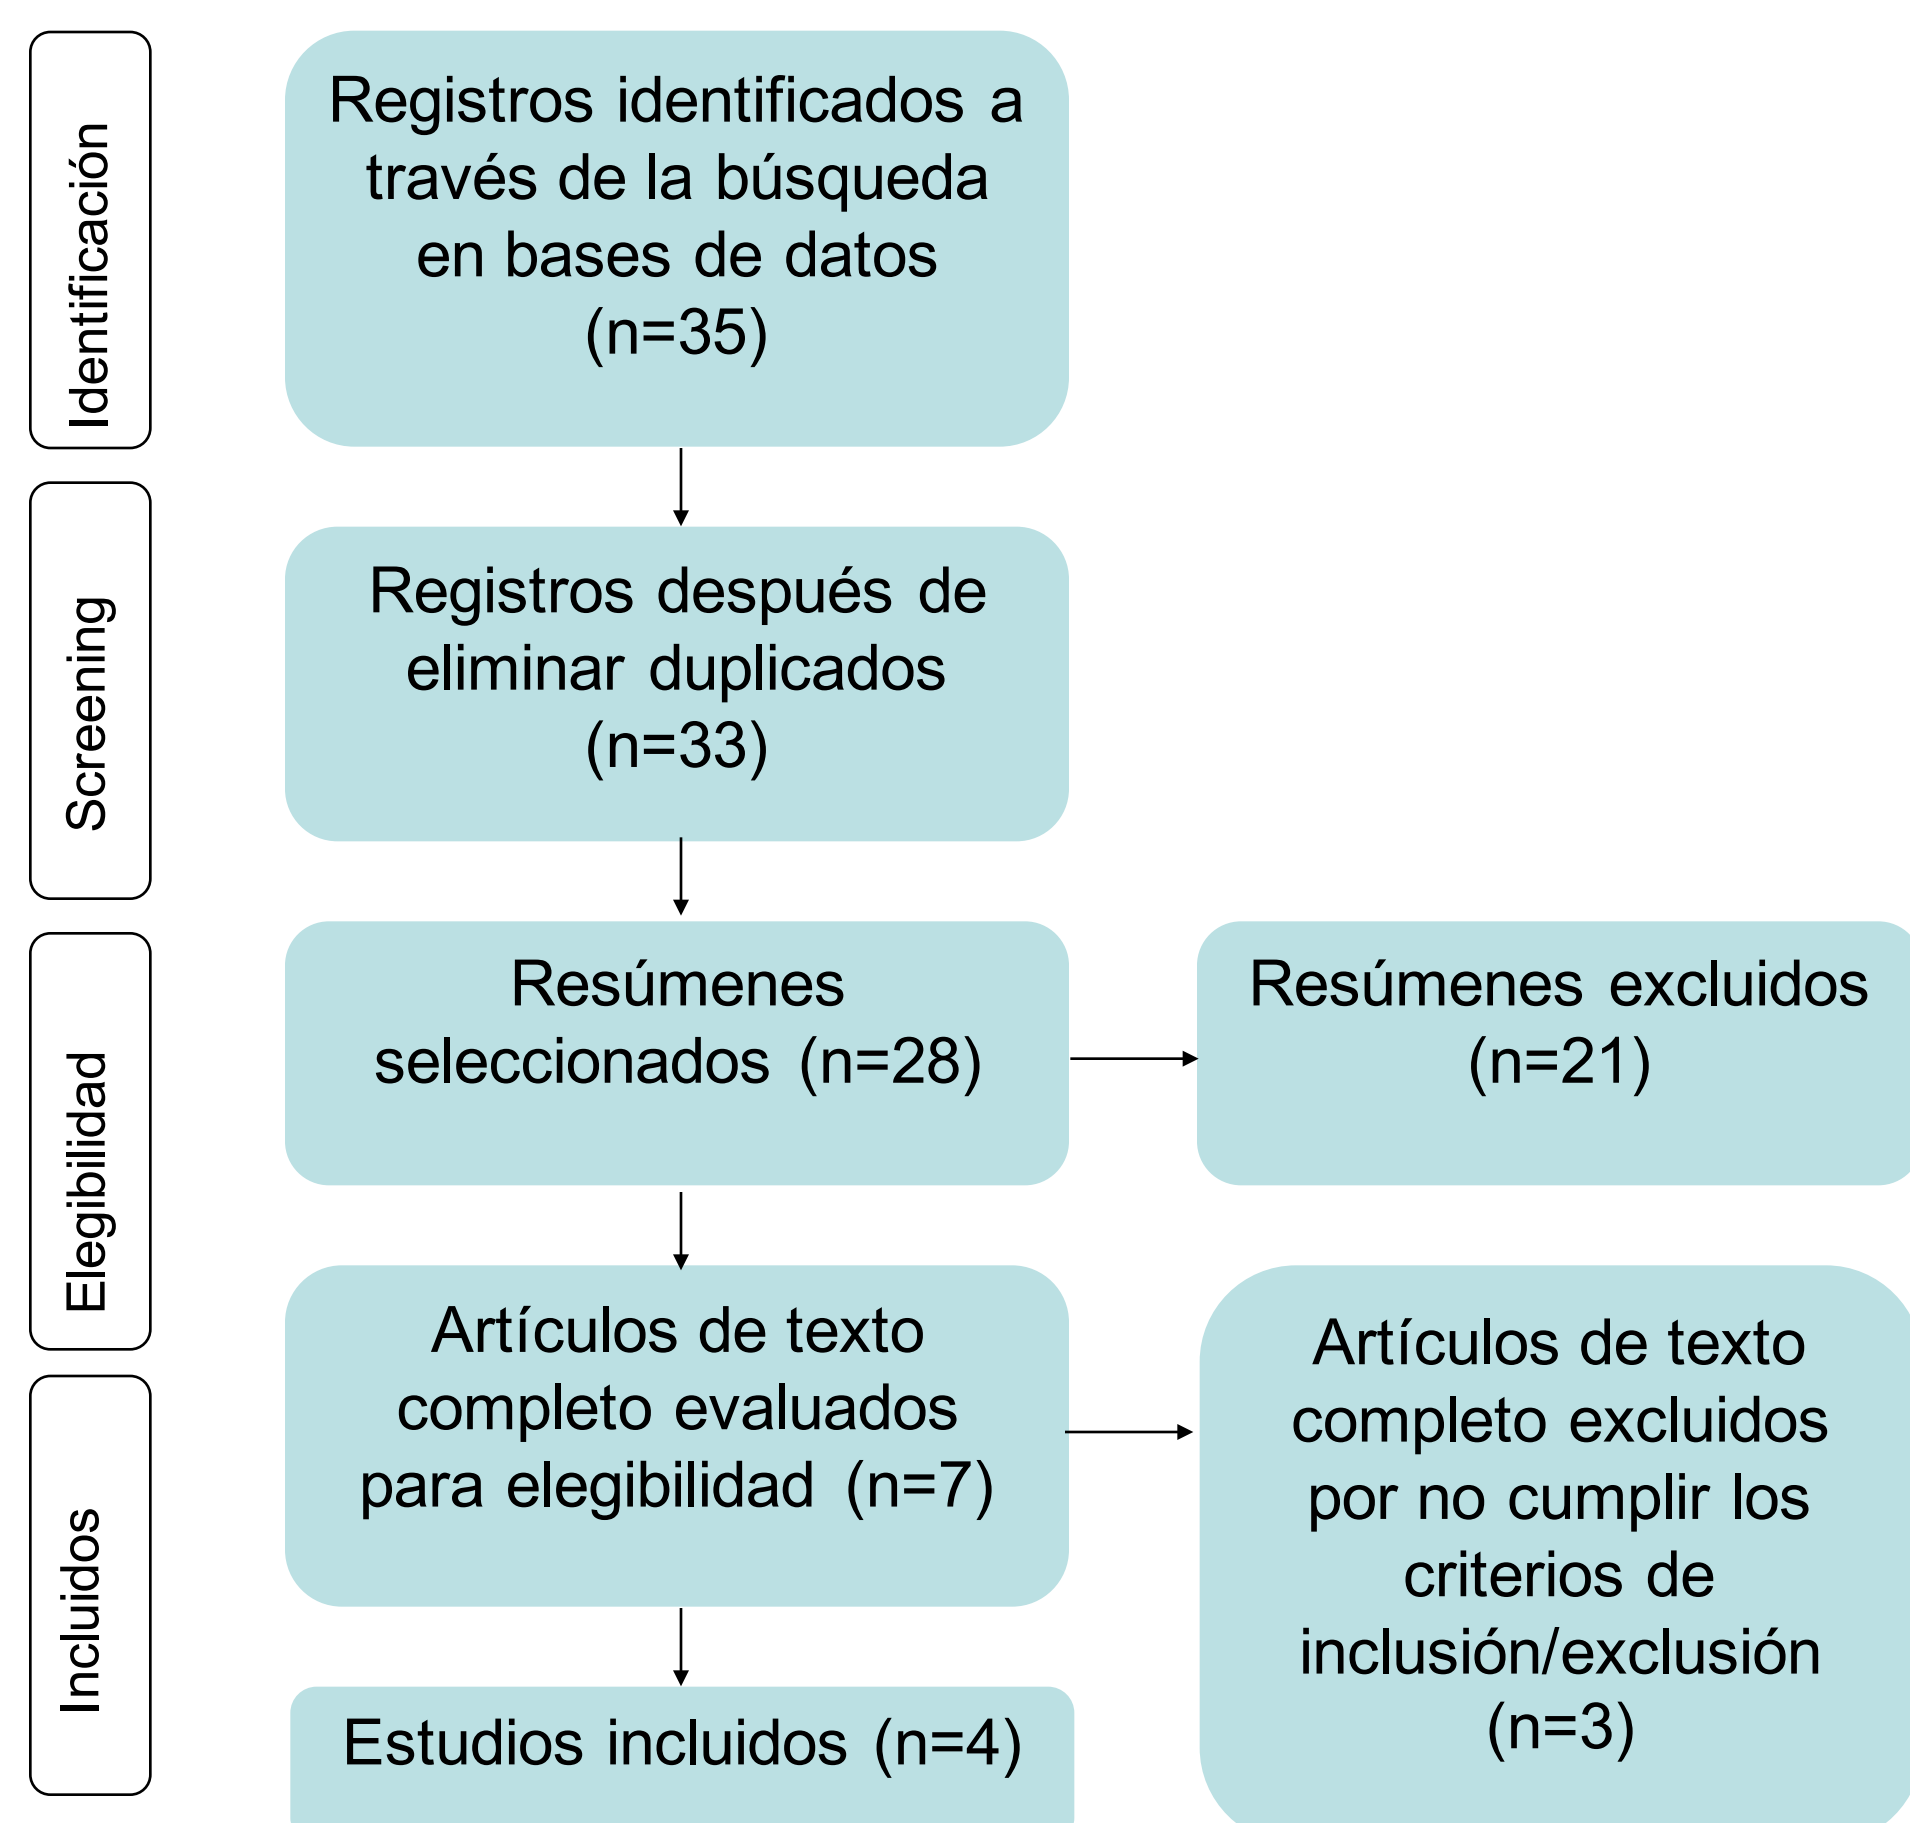 Identificación
Registros identificados a
través de la búsqueda
en bases de datos
(n=35)
Screening
Registros después de
eliminar duplicados
(n=33)
Elegibilidad
Resúmenes
seleccionados (n=28)
Resúmenes excluidos
(n=21)
Artículos de texto
completo evaluados
para elegibilidad (n=7)
Artículos de texto
completo excluidos
por no cumplir los
criterios de
inclusión/exclusión
(n=3)
Incluidos
Estudios incluidos (n=4)